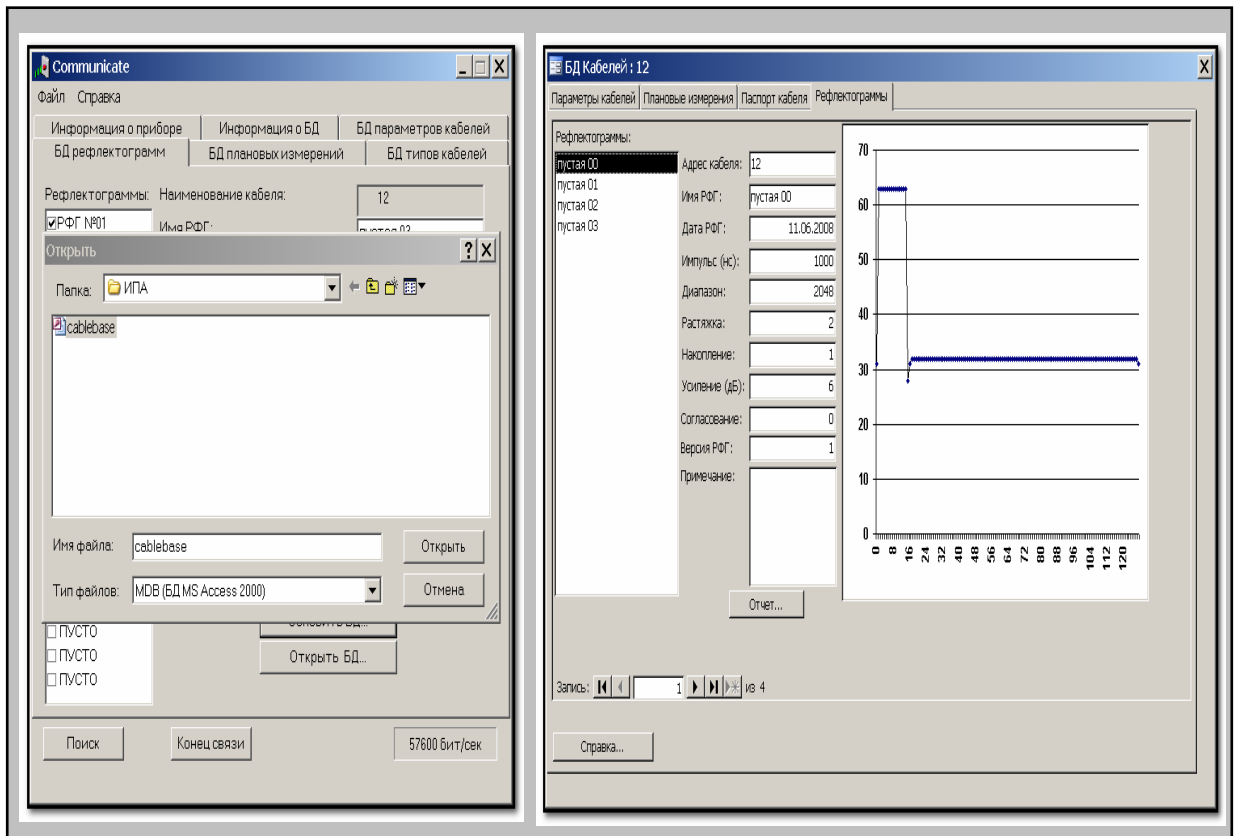 Communicate
Файл Справка
Информация о приборе Информация о БД БД параметров кабелей
БД рефлектограмм БД плановых измерений БД типов кабелей
Рефлектограммы: Наименование кабеля: 12
РФГ №01 Имя РФГ: пустая 03
Открыть
Папка: ИПА
cablebase
Имя файла: cablebase Открыть
Тип файлов: MDB (БД MS Access 2000) Отмена
ПУСТО
ПУСТО Открыть БД...
ПУСТО
Поиск Конец связи 57600 бит/сек
БД Кабелей : 12
Параметры кабелей Плановые измерения Паспорт кабеля Рефлектограммы
Рефлектограммы:
пустая 00
пустая 01
пустая 02
пустая 03
Адрес кабеля: 12
Имя РФГ: пустая 00
Дата РФГ: 11.06.2008
Импульс (нс): 1000
Диапазон: 2048
Растяжка: 2
Накопление: 1
Усиление (дБ): 6
Согласование: 0
Версия РФГ: 1
Примечание:
Отчет...
70
60
50
40
30
20
10
0
0 8 16 24 32 40 48 56 64 72 80 88 96 104 112 120
Запись: 1 из 4
Справка...